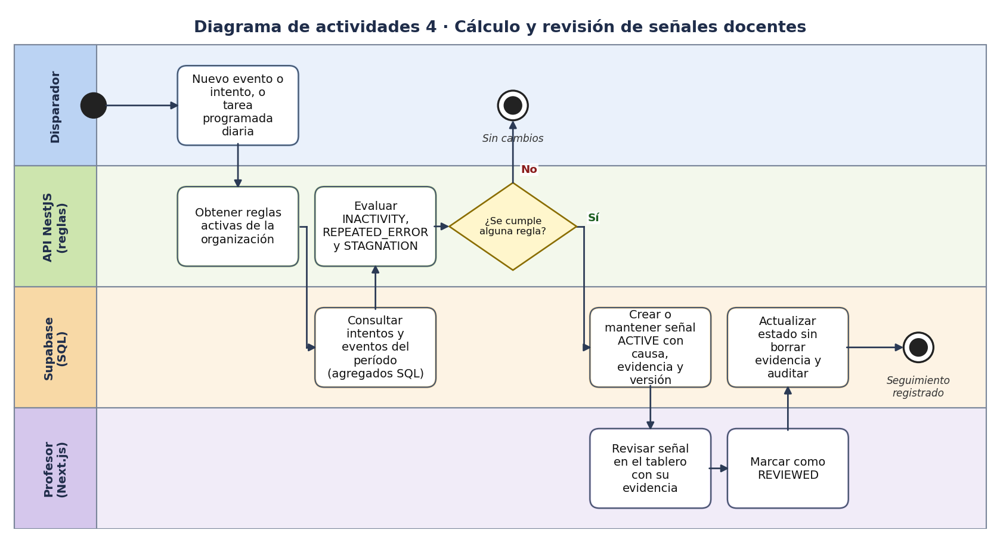 Diagrama de actividades 4 · Cálculo y revisión de señales docentes
Disparador
Nuevo evento o
intento, o
tarea
programada
diaria
Sin cambios
No
API NestJS
(reglas)
Obtener reglas
activas de la
organización
Evaluar
INACTIVITY,
REPEATED_ERROR
y STAGNATION
¿Se cumple
alguna regla?
Sí
Supabase
(SQL)
Consultar
intentos y
eventos del
período
(agregados SQL)
Crear o
mantener señal
ACTIVE con
causa,
evidencia y
versión
Actualizar
estado sin
borrar
evidencia y
auditar
Seguimiento
registrado
Profesor
(Next.js)
Revisar señal
en el tablero
con su
evidencia
Marcar como
REVIEWED